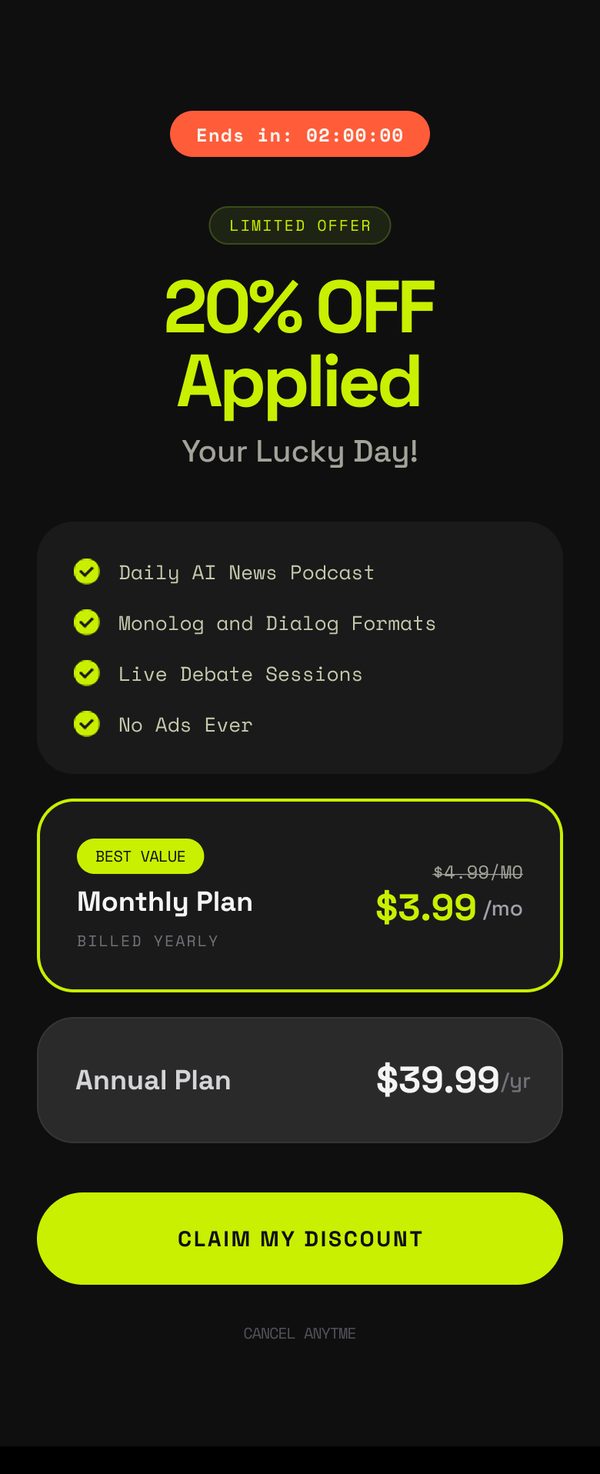 Ends in: 02:00:00
LIMITED OFFER
20% OFF
Applied
Your Lucky Day!
Daily AI News Podcast
Monolog and Dialog Formats
Live Debate Sessions
No Ads Ever
BEST VALUE
Monthly Plan
BILLED YEARLY
$4.99/MO
$3.99 /mo
Annual Plan
$39.99/yr
CLAIM MY DISCOUNT
CANCEL ANYTME